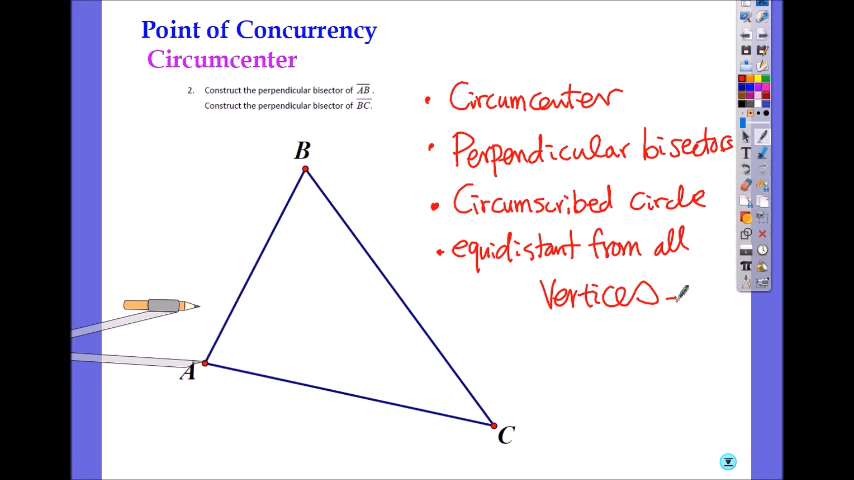 Point of Concurrency
Circumcenter
2. Construct the perpendicular bisector of AB.
Construct the perpendicular bisector of BC.
• Circumcenter
• Perpendicular bisectors
• Circumscribed circle
• equidistant from all
vertices -
B
A
C